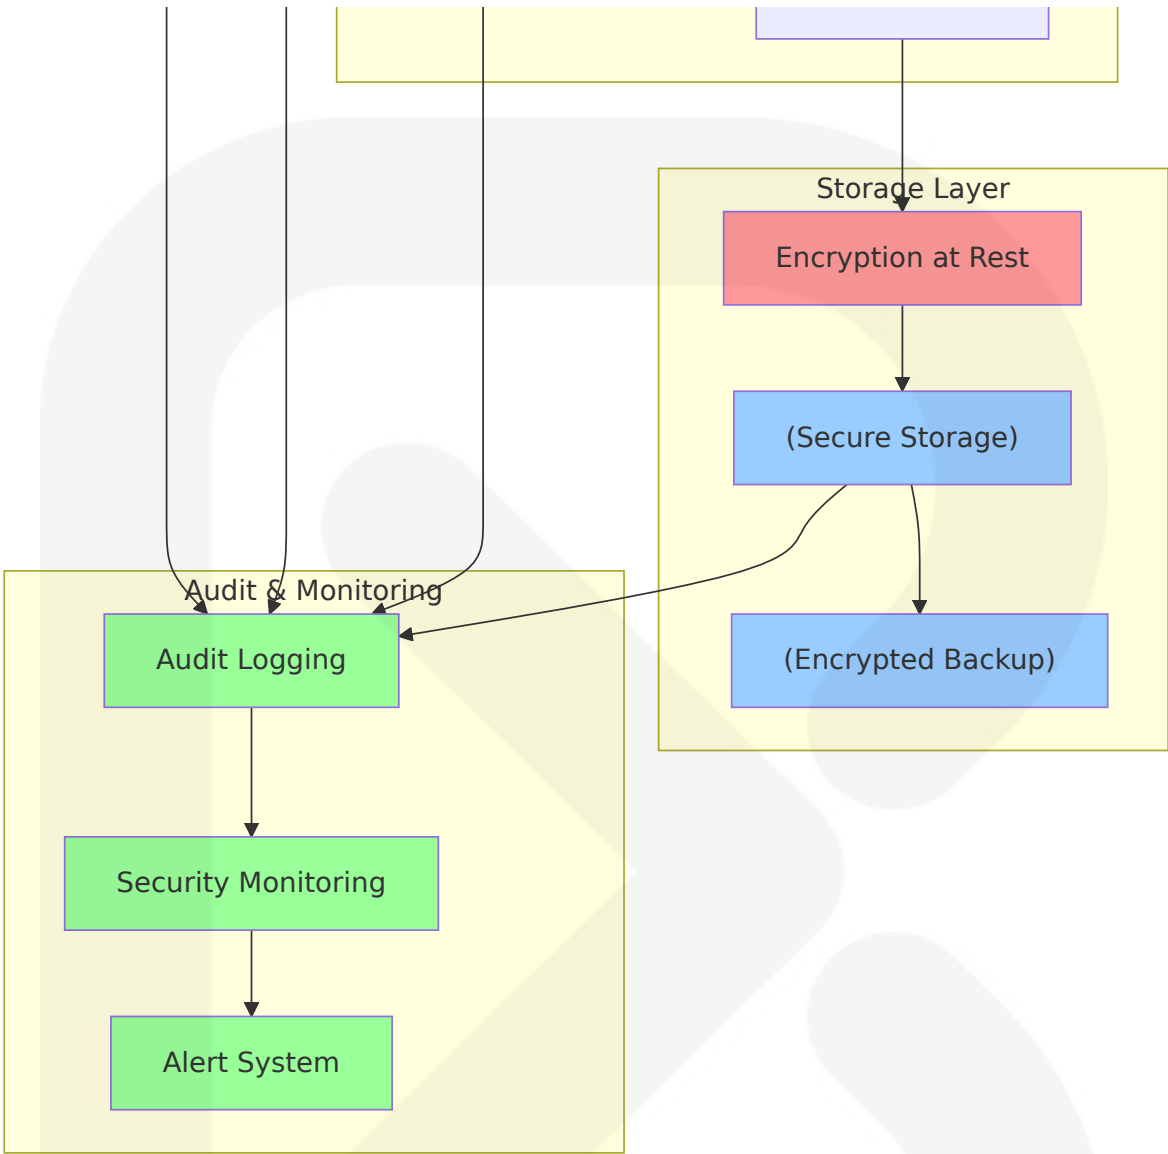 Storage Layer
Encryption at Rest
(Secure Storage)
(Encrypted Backup)
Audit & Monitoring
Audit Logging
Security Monitoring
Alert System